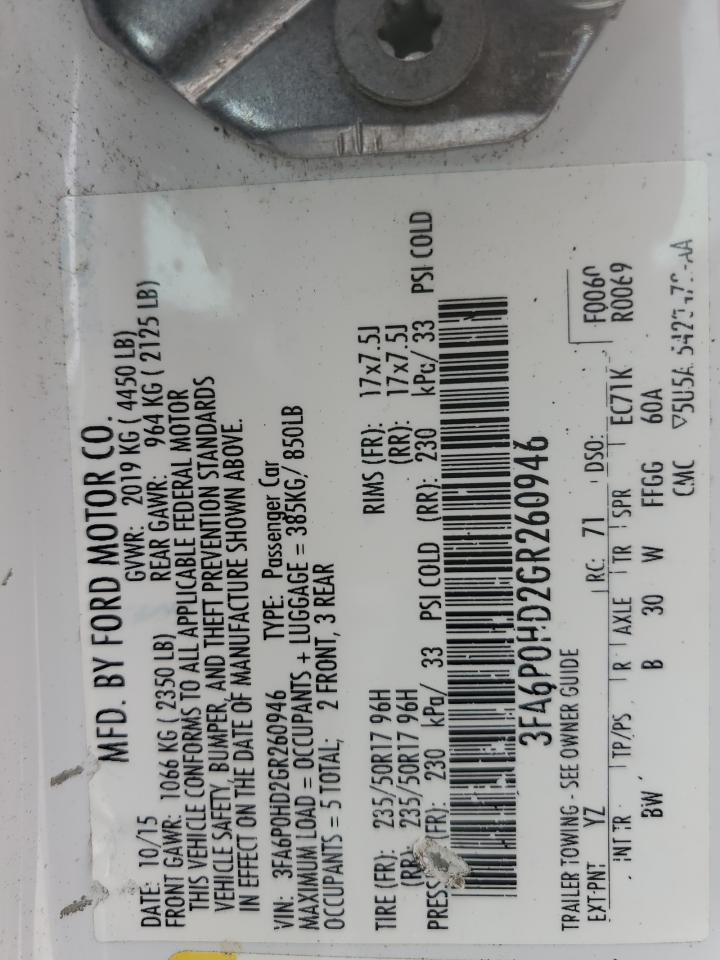 MFD. BY FORD MOTOR CO.
DATE: 10/15 GVWR: 2019 KG ( 4450 LB)
FRONT GAWR: 1066 KG ( 2350 LB) REAR GAWR: 964 KG ( 2125 LB)
THIS VEHICLE CONFORMS TO ALL APPLICABLE FEDERAL MOTOR
VEHICLE SAFETY, BUMPER, AND THEFT PREVENTION STANDARDS
IN EFFECT ON THE DATE OF MANUFACTURE SHOWN ABOVE.
VIN: 3FA6P0HD2GR260946 TYPE: Passenger Car
MAXIMUM LOAD = OCCUPANTS + LUGGAGE = 385KG/ 850LB
OCCUPANTS = 5 TOTAL; 2 FRONT, 3 REAR
TIRE (FR): 235/50R17 96H RIMS (FR): 17x7.5J
(RR): 235/50R17 96H (RR): 17x7.5J
PRESS (FR): 230 kPa/ 33 PSI COLD (RR): 230 kPa/ 33 PSI COLD
3FA6P0HD2GR260946
TRAILER TOWING - SEE OWNER GUIDE F0060
EXT PNT YZ RC: 71 DSO: R0069
INT TR TP/PS R AXLE TR SPR EC71K
BW B 30 W FFGG 60A
CMC